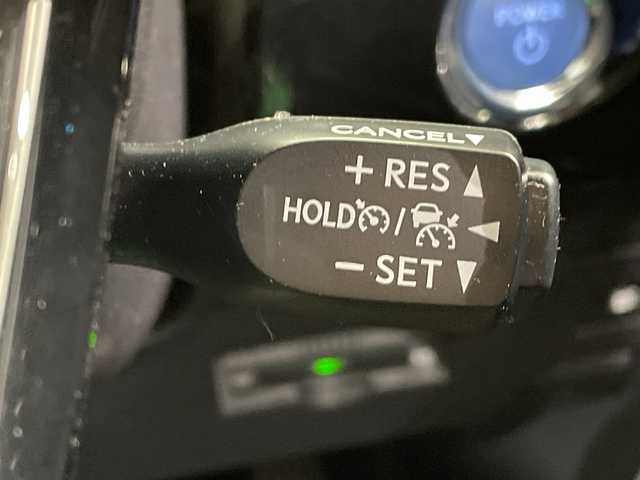 POWER
CANCEL▼
+ RES ▲
HOLD / ◀
− SET ▼